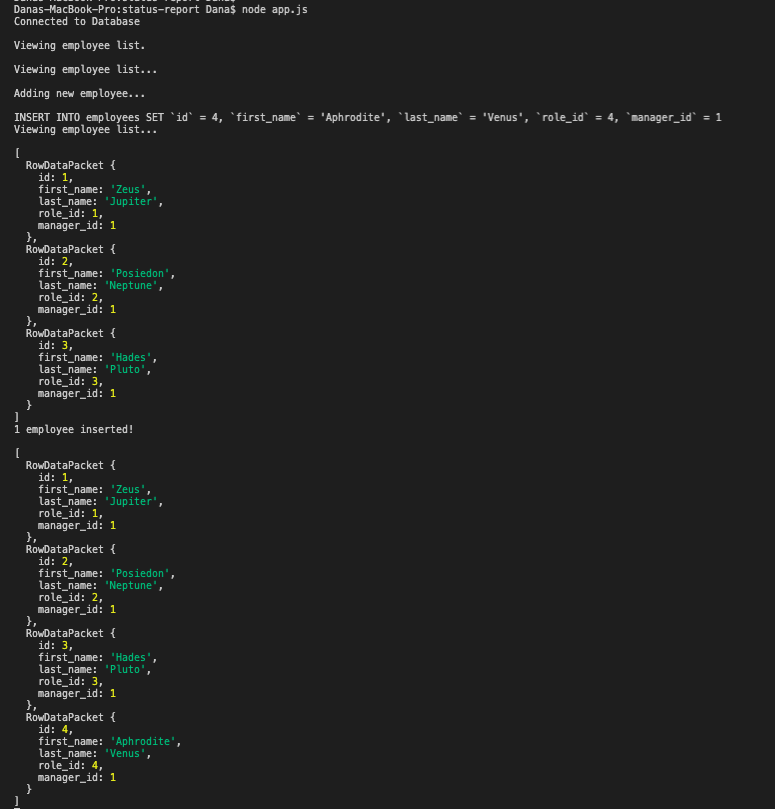 Danas-MacBook-Pro:status-report Dana$ node app.js
Connected to Database
Viewing employee list.
Viewing employee list...
Adding new employee...
INSERT INTO employees SET `id` = 4, `first_name` = 'Aphrodite', `last_name` = 'Venus', `role_id` = 4, `manager_id` = 1
Viewing employee list...
[
  RowDataPacket {
    id: 1,
    first_name: 'Zeus',
    last_name: 'Jupiter',
    role_id: 1,
    manager_id: 1
  },
  RowDataPacket {
    id: 2,
    first_name: 'Posiedon',
    last_name: 'Neptune',
    role_id: 2,
    manager_id: 1
  },
  RowDataPacket {
    id: 3,
    first_name: 'Hades',
    last_name: 'Pluto',
    role_id: 3,
    manager_id: 1
  }
]
1 employee inserted!
[
  RowDataPacket {
    id: 1,
    first_name: 'Zeus',
    last_name: 'Jupiter',
    role_id: 1,
    manager_id: 1
  },
  RowDataPacket {
    id: 2,
    first_name: 'Posiedon',
    last_name: 'Neptune',
    role_id: 2,
    manager_id: 1
  },
  RowDataPacket {
    id: 3,
    first_name: 'Hades',
    last_name: 'Pluto',
    role_id: 3,
    manager_id: 1
  },
  RowDataPacket {
    id: 4,
    first_name: 'Aphrodite',
    last_name: 'Venus',
    role_id: 4,
    manager_id: 1
  }
]